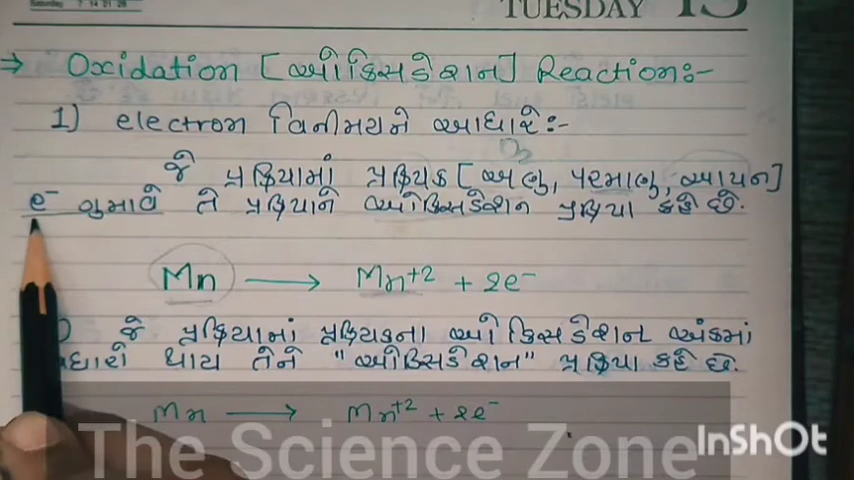 TUESDAY 15
⇒ Oxidation [ઓક્સિડેશન] Reaction:-
1) electron વિનીમયને આધારે:-
O2
જે પ્રક્રિયામાં પ્રક્રિયક [અણુ, પરમાણુ, આયન]
e⁻ ગુમાવે તે પ્રક્રિયાને ઓક્સિડેશન પ્રક્રિયા કહે છે.
Mn ⟶ Mn⁺² + 2e⁻
જે પ્રક્રિયાનાં પ્રક્રિયકના ઓક્સિડેશન અંકમાં
થાય તેને "ઓક્સિડેશન" પ્રક્રિયા કહે છે.
Mn ⟶ Mn⁺² + 2e⁻
The Science Zone
InShOt